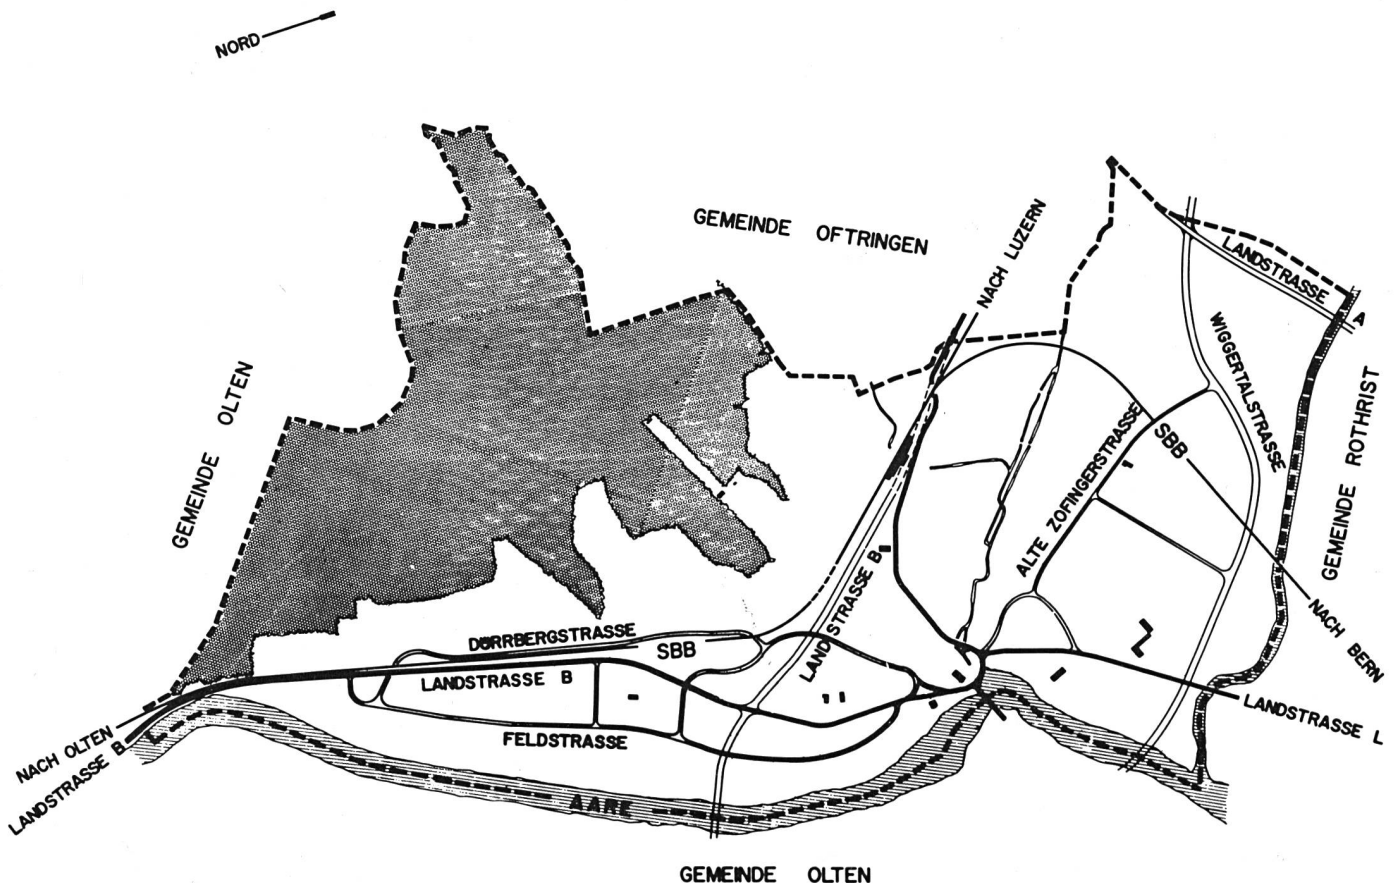 NORD
GEMEINDE OFTRINGEN
NACH LUZERN
LANDSTRASSE A
WIGGERTALSTRASSE
GEMEINDE OLTEN
GEMEINDE ROTHRIST
ALTE ZOFINGERSTRASSE
SBB
LANDSTRASSE B
DÜRRBERGSTRASSE
SBB
NACH BERN
LANDSTRASSE B
LANDSTRASSE L
FELDSTRASSE
NACH OLTEN
LANDSTRASSE B
AARE
GEMEINDE OLTEN